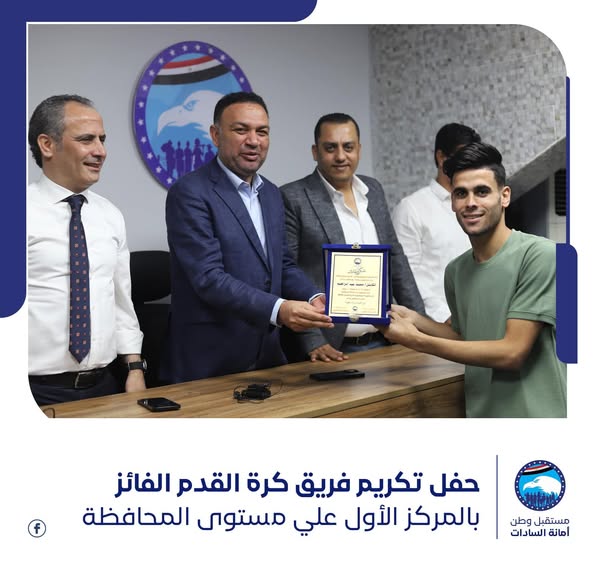 حفل تكريم فريق كرة القدم الفائز
بالمركز الأول علي مستوى المحافظة
مستقبل وطن
أمانة السادات